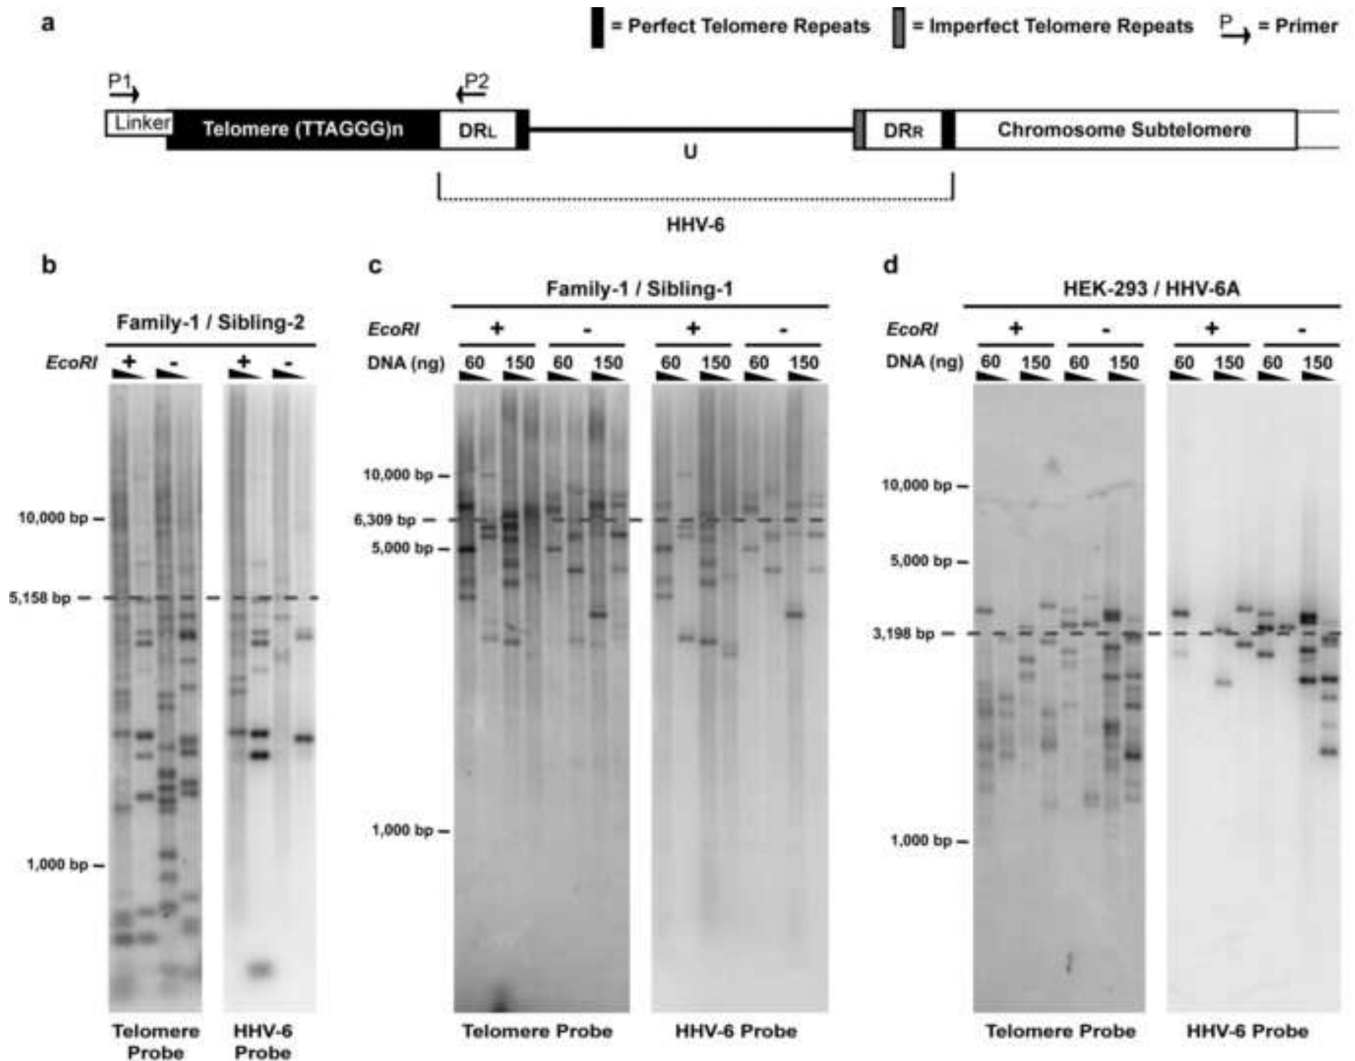 a
= Perfect Telomere Repeats
= Imperfect Telomere Repeats
P
= Primer
P1
P2
Linker
Telomere (TTAGGG)n
DRL
U
DRR
Chromosome Subtelomere
HHV-6
b
Family-1 / Sibling-2
EcoRI + - + -
10,000 bp
5,158 bp
1,000 bp
Telomere Probe
HHV-6 Probe
c
Family-1 / Sibling-1
EcoRI + - + -
DNA (ng) 60 150 60 150 60 150 60 150
10,000 bp
6,309 bp
5,000 bp
1,000 bp
Telomere Probe HHV-6 Probe
d
HEK-293 / HHV-6A
EcoRI + - + -
DNA (ng) 60 150 60 150 60 150 60 150
10,000 bp
5,000 bp
3,198 bp
1,000 bp
Telomere Probe HHV-6 Probe